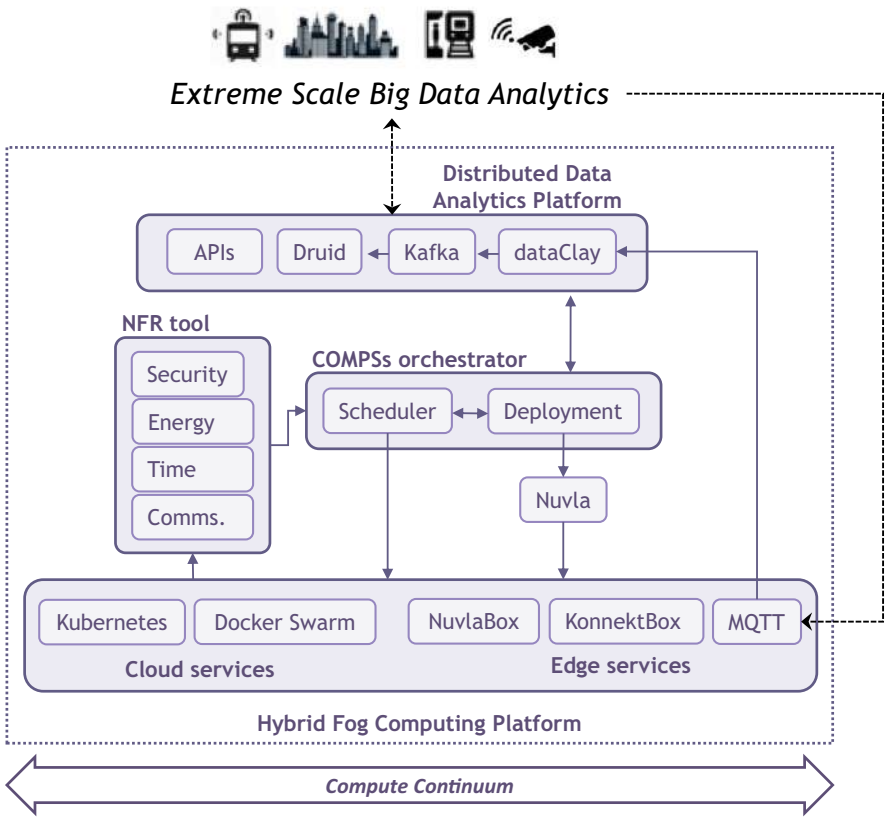 Extreme Scale Big Data Analytics
Distributed Data
Analytics Platform
APIs
Druid
Kafka
dataClay
NFR tool
Security
Energy
Time
Comms.
COMPSs orchestrator
Scheduler
Deployment
Nuvla
Kubernetes
Docker Swarm
NuvlaBox
KonnektBox
MQTT
Cloud services
Edge services
Hybrid Fog Computing Platform
Compute Continuum